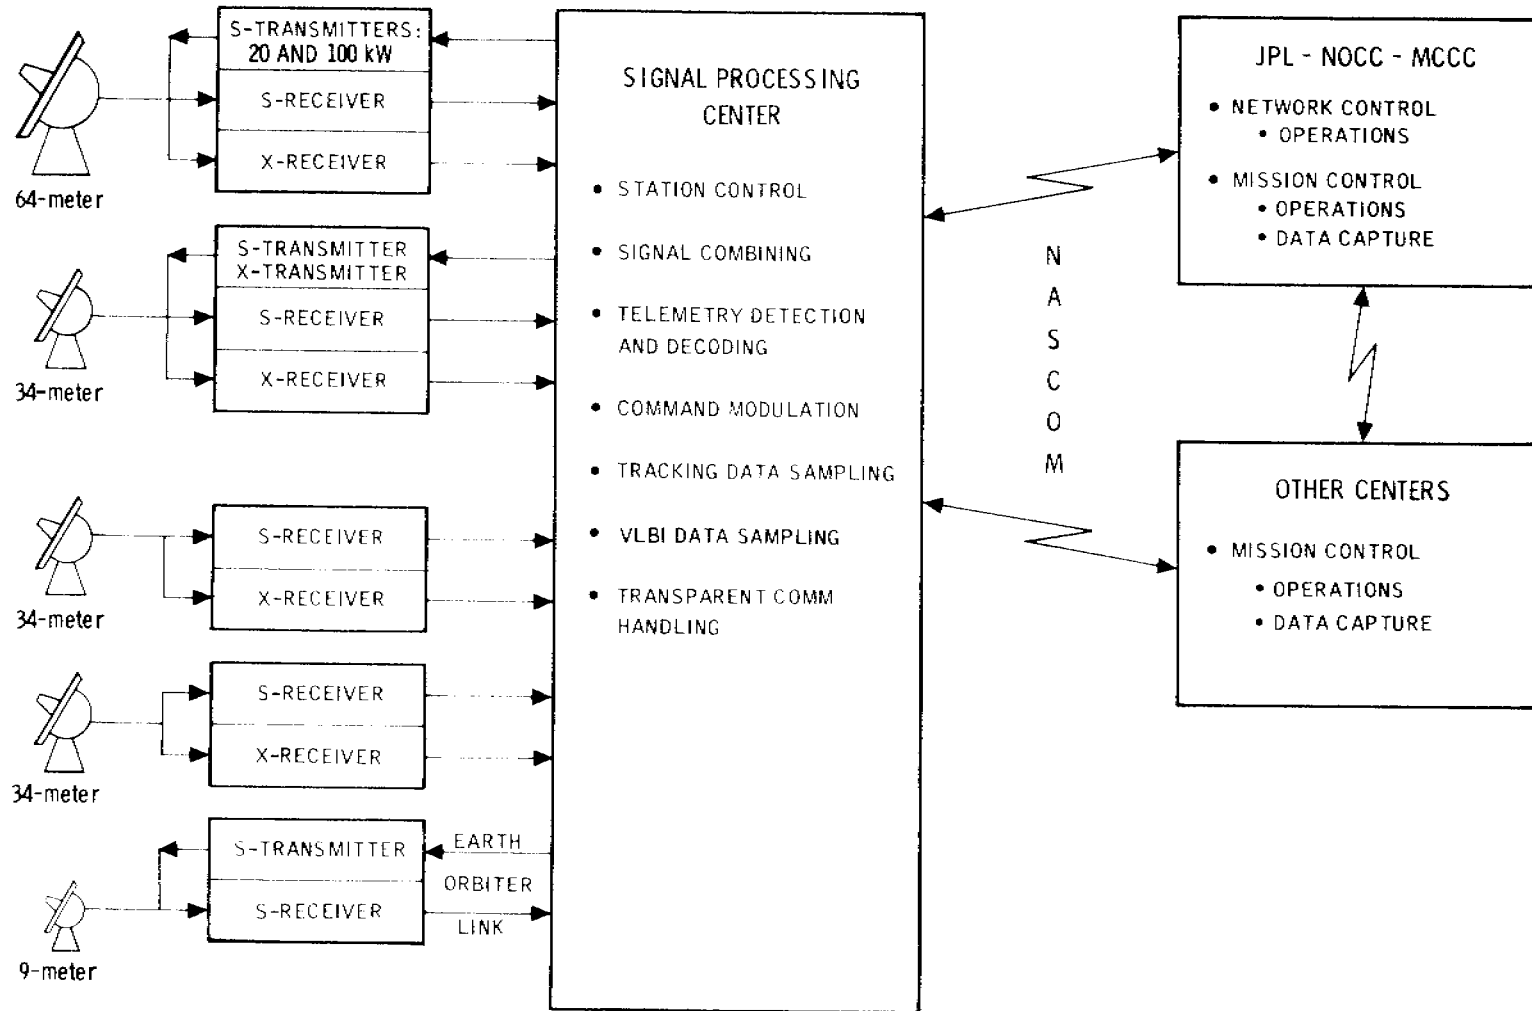 S-TRANSMITTERS:
20 AND 100 kW
S-RECEIVER
X-RECEIVER
64-meter
S-TRANSMITTER
X-TRANSMITTER
S-RECEIVER
X-RECEIVER
34-meter
S-RECEIVER
X-RECEIVER
34-meter
S-RECEIVER
X-RECEIVER
34-meter
S-TRANSMITTER
S-RECEIVER
9-meter
EARTH
ORBITER
LINK
SIGNAL PROCESSING
CENTER
• STATION CONTROL
• SIGNAL COMBINING
• TELEMETRY DETECTION
AND DECODING
• COMMAND MODULATION
• TRACKING DATA SAMPLING
• VLBI DATA SAMPLING
• TRANSPARENT COMM
HANDLING
NASCOM
JPL - NOCC - MCCC
• NETWORK CONTROL
• OPERATIONS
• MISSION CONTROL
• OPERATIONS
• DATA CAPTURE
OTHER CENTERS
• MISSION CONTROL
• OPERATIONS
• DATA CAPTURE